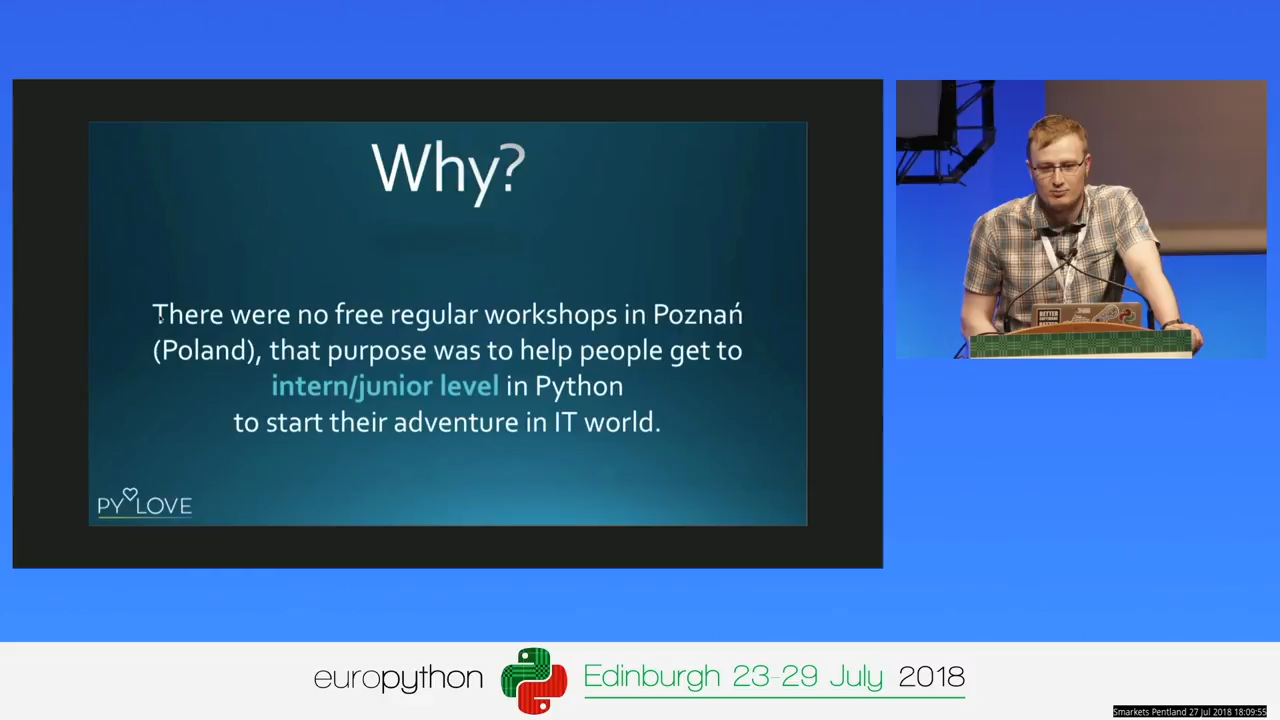 Why?
There were no free regular workshops in Poznań
(Poland), that purpose was to help people get to
intern/junior level in Python
to start their adventure in IT world.
PY LOVE
BETTER
SOFTWARE
europython
Edinburgh 23-29 July 2018
Smarkets Pentland 27 Jul 2018 18:09:55